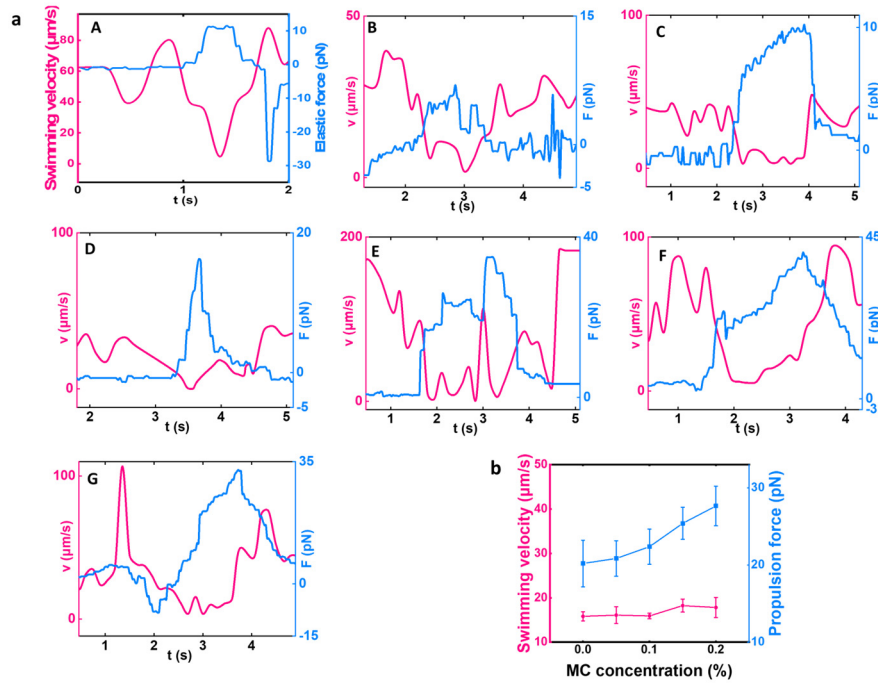 a
A
Swimming velocity (μm/s)
80
60
40
20
0
Elastic force (pN)
10
0
-10
-20
-30
0
1
2
t (s)
B
v (μm/s)
50
0
F (pN)
15
0
-5
2
3
4
t (s)
C
v (μm/s)
100
0
F (pN)
10
0
1
2
3
4
5
t (s)
D
v (μm/s)
100
0
F (pN)
20
0
-5
2
3
4
5
t (s)
E
v (μm/s)
200
0
F (pN)
40
0
1
2
3
4
5
t (s)
F
v (μm/s)
100
0
F (pN)
45
0
-3
1
2
3
4
t (s)
G
v (μm/s)
100
0
F (pN)
35
0
-15
1
2
3
4
t (s)
b
Swimming velocity (μm/s)
50
40
30
20
10
Propulsion force (pN)
30
20
10
0.0
0.1
0.2
MC concentration (%)